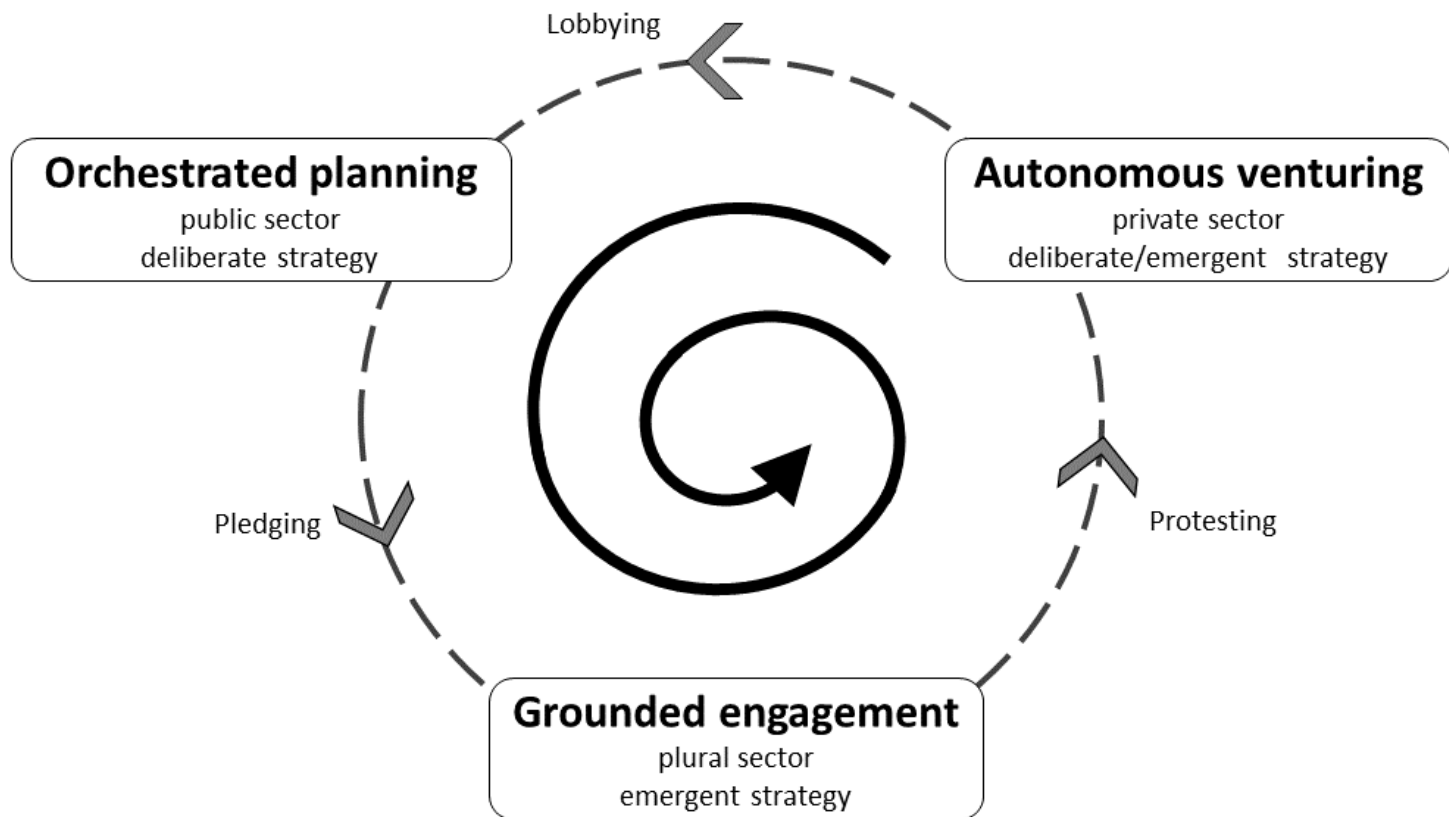 Lobbying
Orchestrated planning
public sector
deliberate strategy
Autonomous venturing
private sector
deliberate/emergent strategy
Pledging
Protesting
Grounded engagement
plural sector
emergent strategy